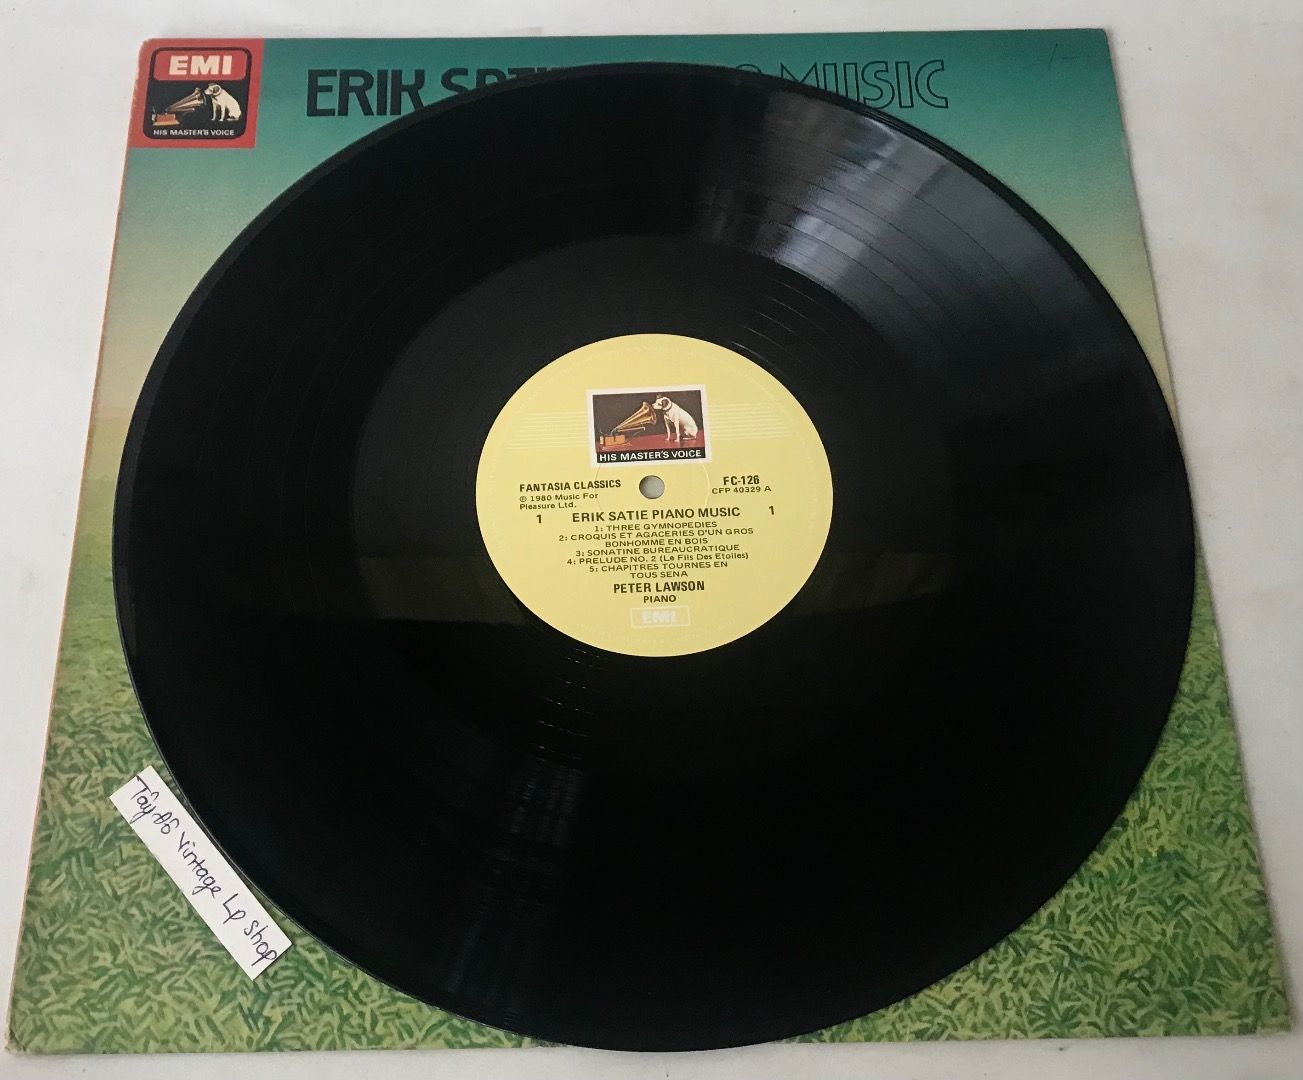 EMI
HIS MASTER'S VOICE
ERIK SATIE MUSIC
HIS MASTER'S VOICE
FANTASIA CLASSICS
℗ 1980 Music For
Pleasure Ltd.
FC-126
CFP 40329 A
1 ERIK SATIE PIANO MUSIC 1
1: THREE GYMNOPEDIES
2: CROQUIS ET AGACERIES D'UN GROS
BONHOMME EN BOIS
3: SONATINE BUREAUCRATIQUE
4: PRELUDE NO. 2 (Le Fils Des Etoiles)
5: CHAPITRES TOURNES EN
TOUS SENA
PETER LAWSON
PIANO
EMI
Tây Đô Vintage Lp Shop